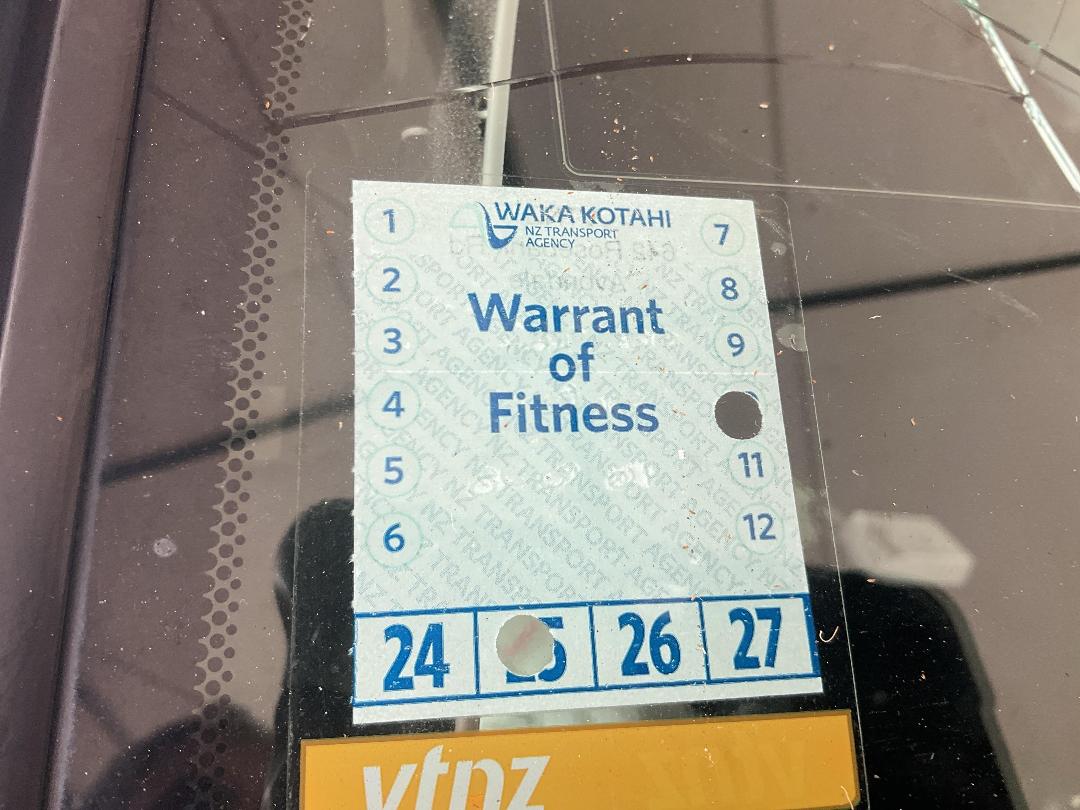 WAKA KOTAHI
NZ TRANSPORT
AGENCY
Warrant
of
Fitness
1
2
3
4
5
6
7
8
9
11
12
24 5 26 27
vtnz